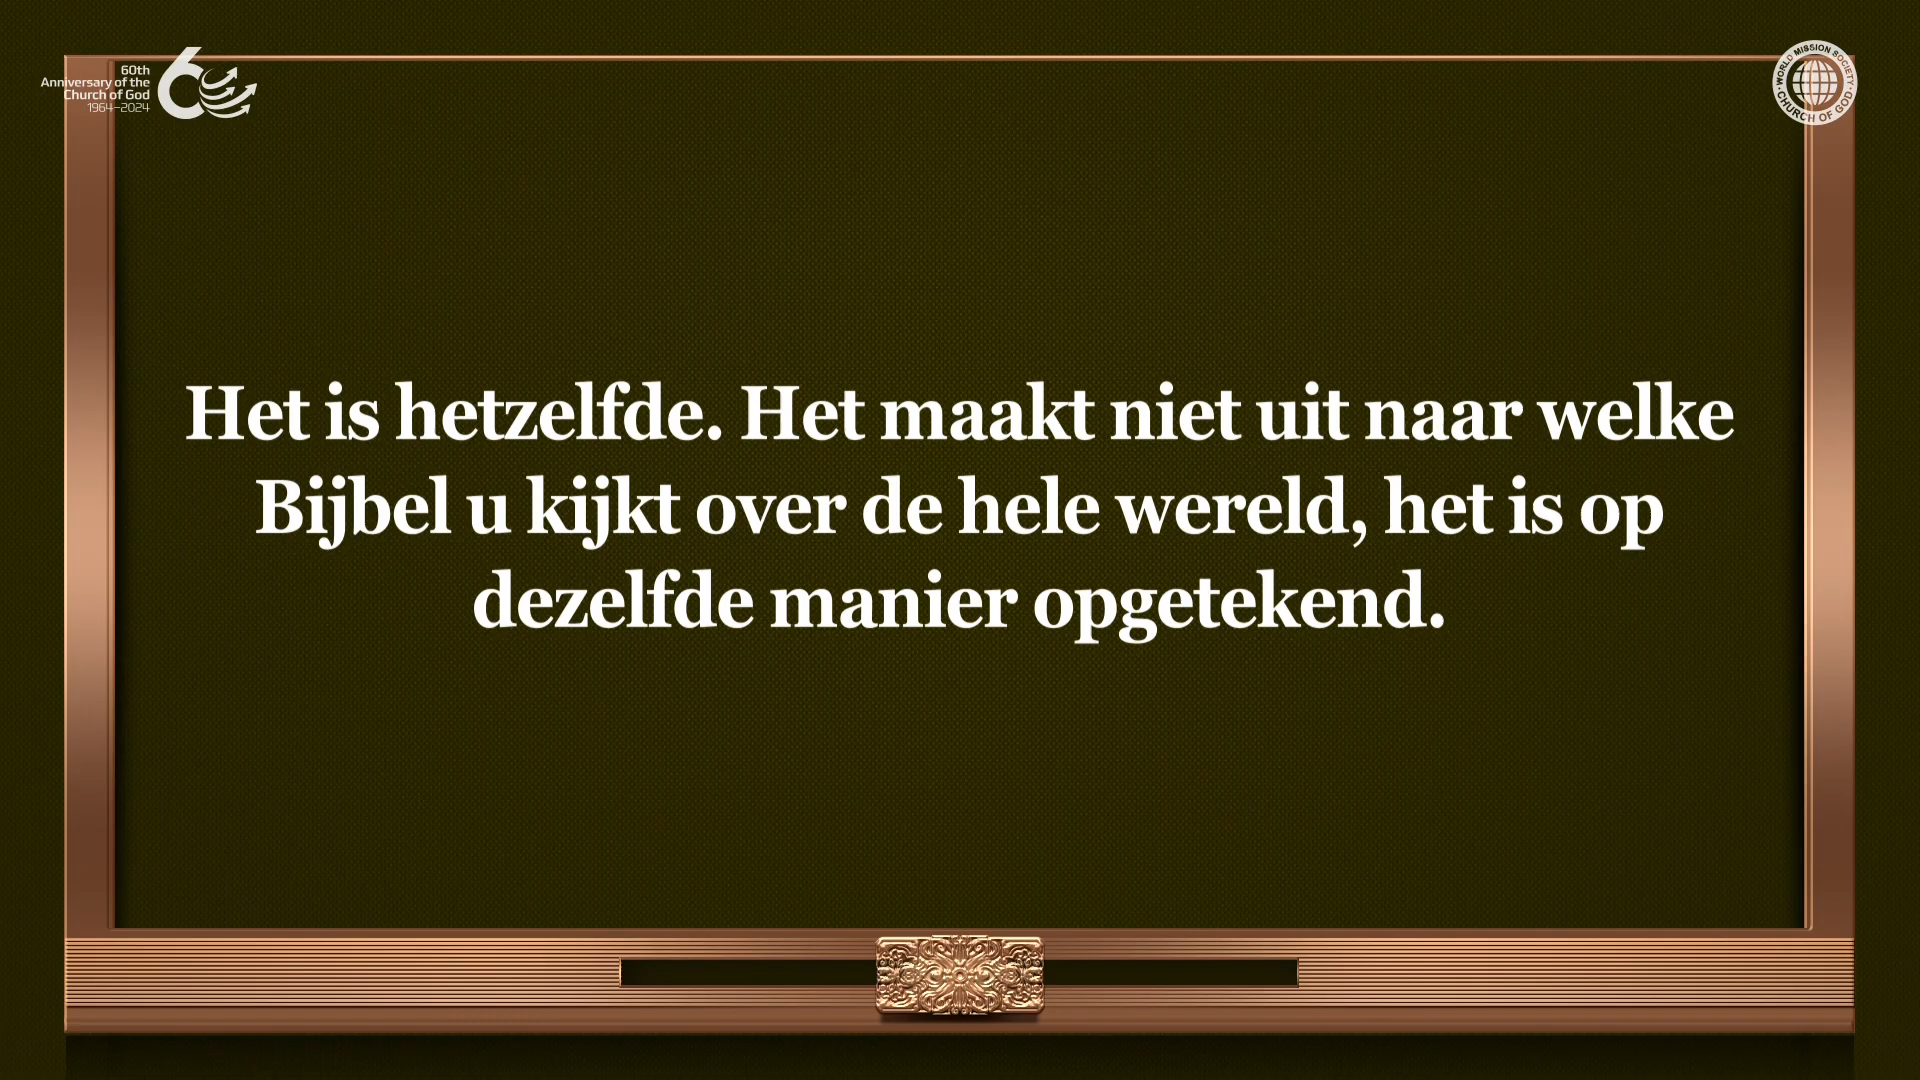 60th
Anniversary of the
Church of God
1964–2024
WORLD MISSION SOCIETY
CHURCH OF GOD
Het is hetzelfde. Het maakt niet uit naar welke
Bijbel u kijkt over de hele wereld, het is op
dezelfde manier opgetekend.